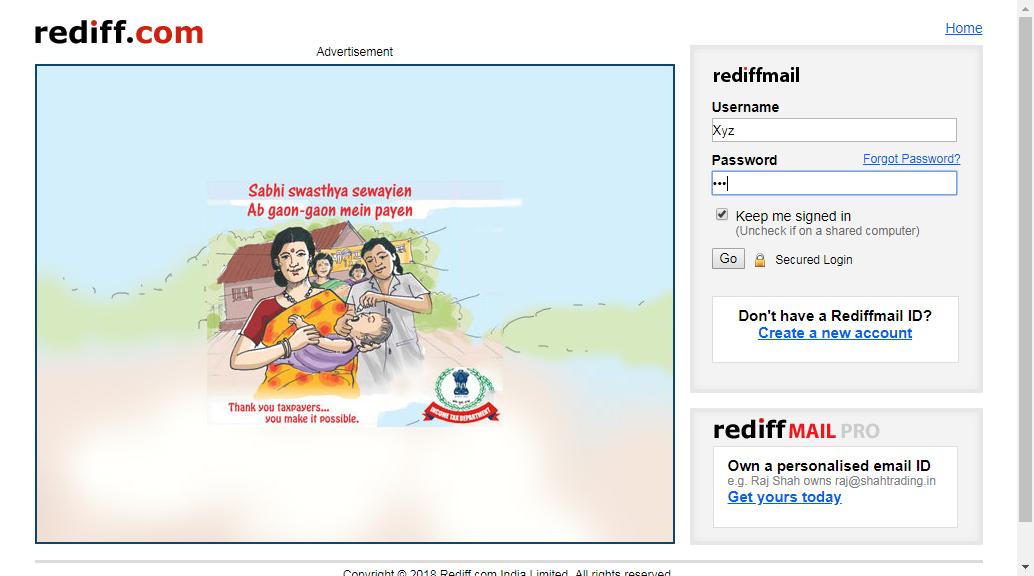 rediff.com
Home
Advertisement
Sabhi swasthya sewayien
Ab gaon-gaon mein payen
Thank you taxpayers...
you make it possible.
INCOME TAX DEPARTMENT
rediffmail
Username
Xyz
Password
Forgot Password?
•••
Keep me signed in
(Uncheck if on a shared computer)
Go
Secured Login
Don't have a Rediffmail ID?
Create a new account
rediffMAIL PRO
Own a personalised email ID
e.g. Raj Shah owns raj@shahtrading.in
Get yours today
Copyright © 2018 Rediff.com India Limited. All rights reserved.